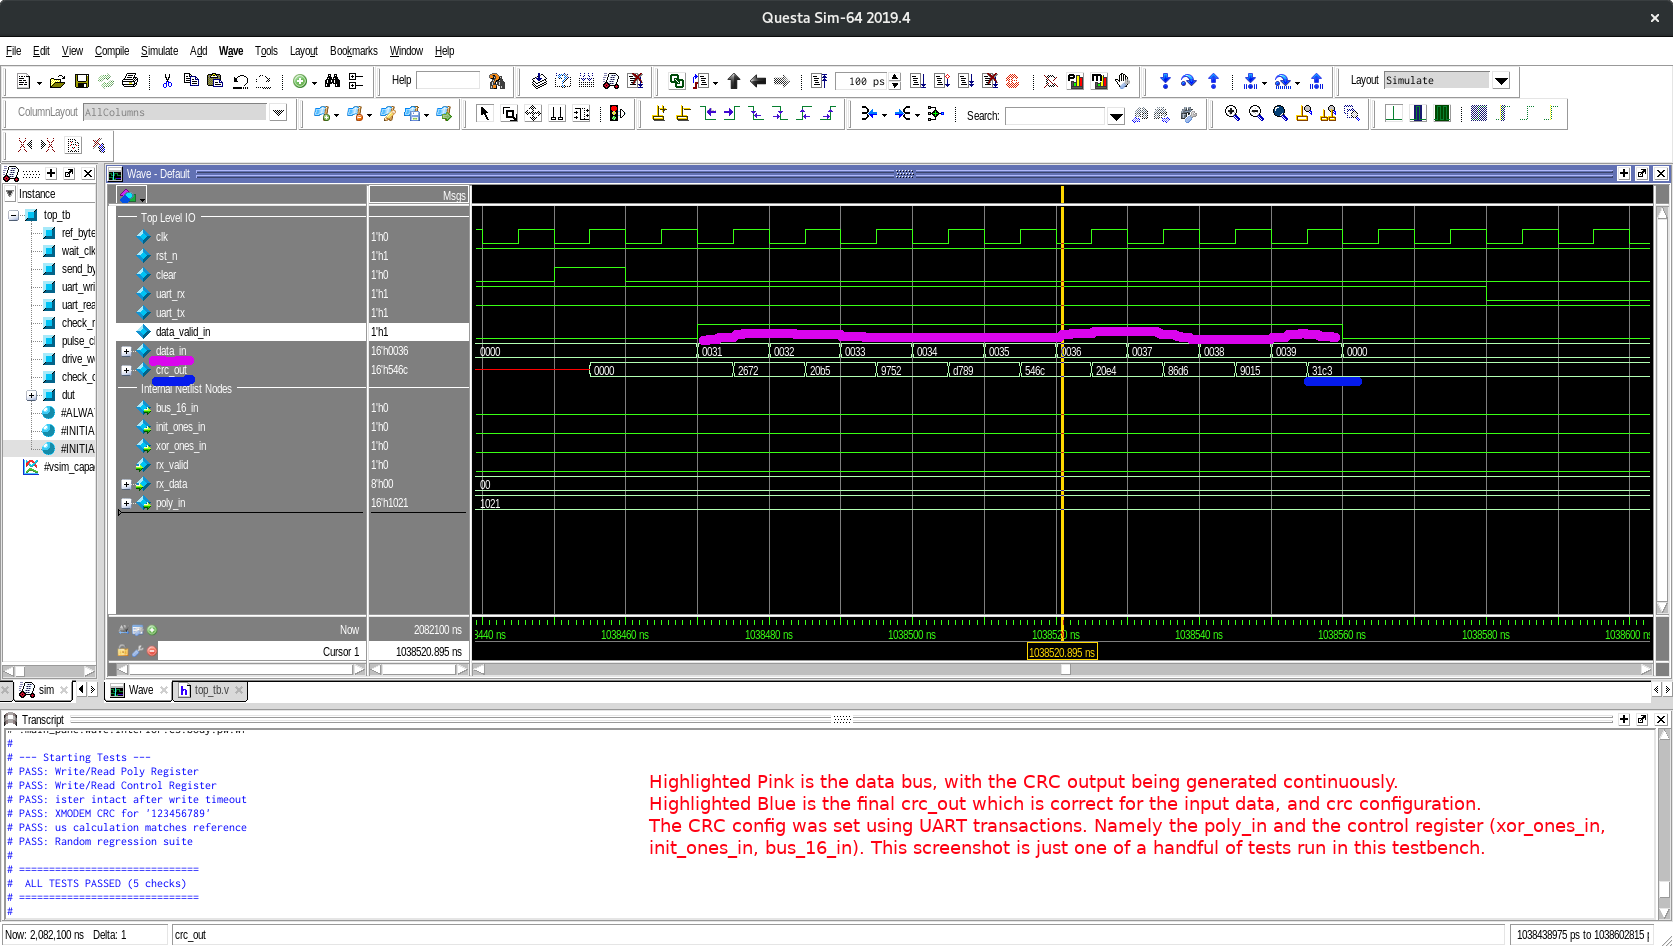 Questa Sim-64 2019.4
File Edit View Compile Simulate Add Wave Tools Layout Bookmarks Window Help
Help
100 ps
Layout Simulate
ColumnLayout AllColumns
Search:
Wave - Default
Instance
top_tb
ref_byte
wait_clk
send_by
uart_wri
uart_rea
check_r
pulse_cl
drive_w
check_c
dut
#ALWA
#INITIA
#INITIA
#vsim_capa
Msgs
Top Level IO
clk 1'h0
rst_n 1'h1
clear 1'h0
uart_rx 1'h1
uart_tx 1'h1
data_valid_in 1'h1
data_in 16'h0036 0000 0031 0032 0033 0034 0035 0036 0037 0038 0039 0000
crc_out 16'h546c 0000 2672 20b5 9752 d789 546c 20e4 86d6 9015 31c3
Internal Netlist Nodes
bus_16_in 1'h0
init_ones_in 1'h0
xor_ones_in 1'h0
rx_valid 1'h0
rx_data 8'h00 00
poly_in 16'h1021 1021
Now 2082100 ns 3440 ns 1038460 ns 1038480 ns 1038500 ns 1038520 ns 1038540 ns 1038560 ns 1038580 ns 1038600 n
Cursor 1 1038520.895 ns 1038520.895 ns
sim Wave top_tb.v
Transcript
#
# --- Starting Tests ---
# PASS: Write/Read Poly Register
# PASS: Write/Read Control Register
# PASS: ister intact after write timeout
# PASS: XMODEM CRC for '123456789'
# PASS: us calculation matches reference
# PASS: Random regression suite
#
# ==============================
#  ALL TESTS PASSED (5 checks)
# ==============================
#
Highlighted Pink is the data bus, with the CRC output being generated continuously.
Highlighted Blue is the final crc_out which is correct for the input data, and crc configuration.
The CRC config was set using UART transactions. Namely the poly_in and the control register (xor_ones_in,
init_ones_in, bus_16_in). This screenshot is just one of a handful of tests run in this testbench.
Now: 2,082,100 ns Delta: 1 crc_out 1038438975 ps to 1038602815 p